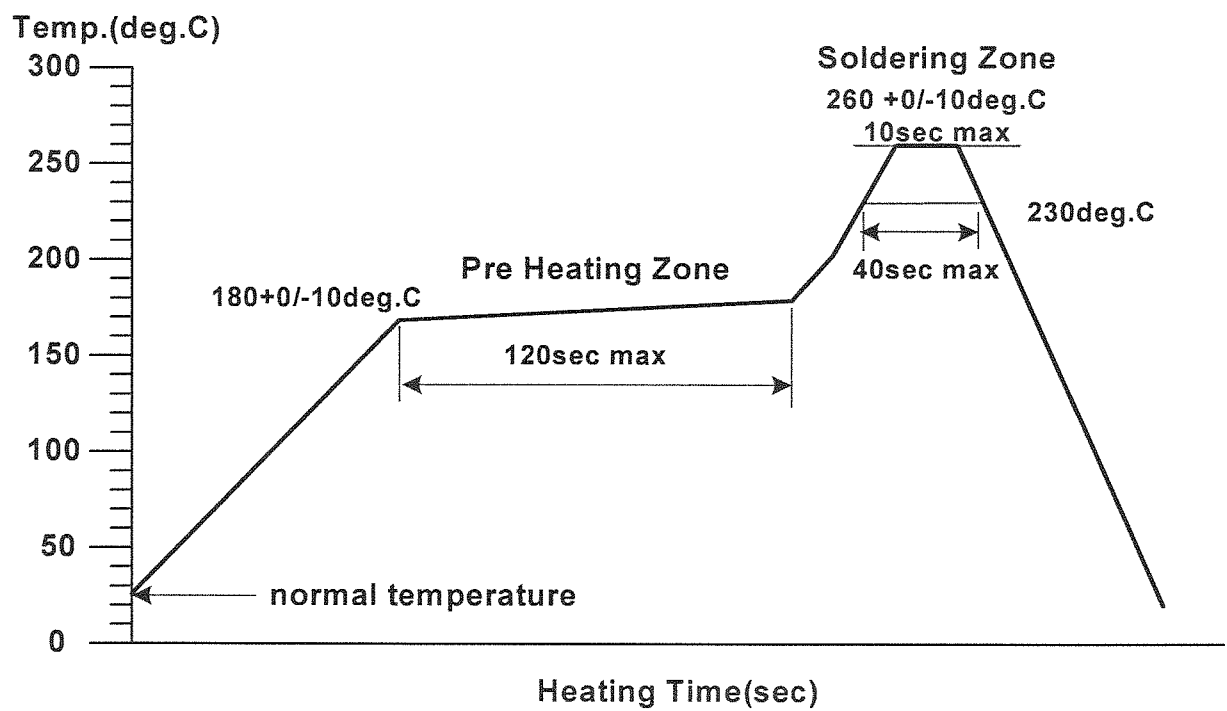 Temp.(deg.C)
300
250
200
150
100
50
0
Soldering Zone
260 +0/-10deg.C
10sec max
230deg.C
40sec max
Pre Heating Zone
180+0/-10deg.C
120sec max
normal temperature
Heating Time(sec)